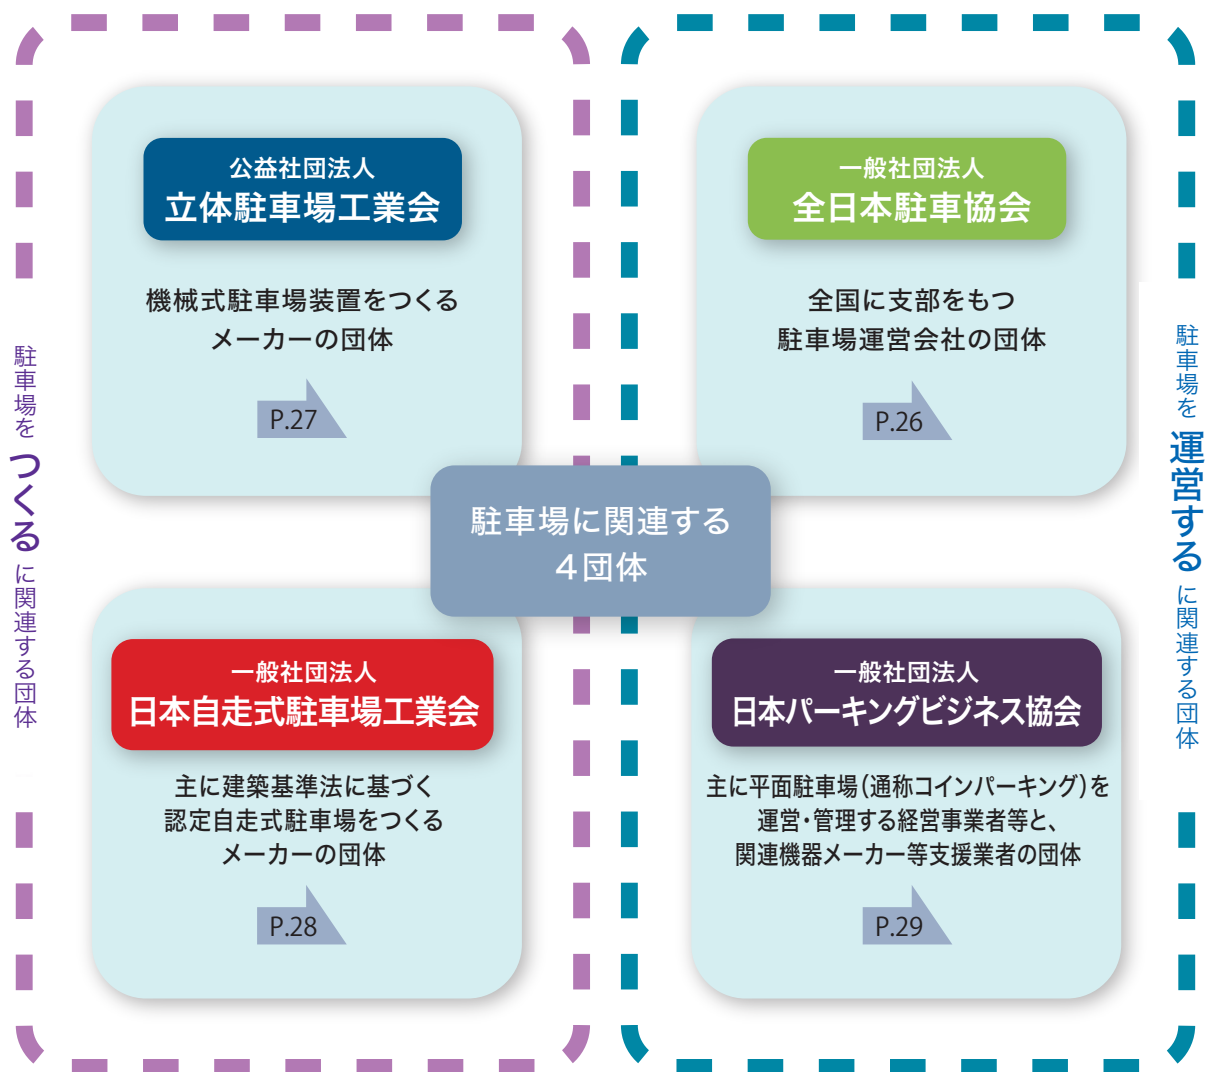 駐車場を つくる に関連する団体
公益社団法人
立体駐車場工業会
機械式駐車場装置をつくる
メーカーの団体
P.27
一般社団法人
全日本駐車協会
全国に支部をもつ
駐車場運営会社の団体
P.26
駐車場に関連する
4団体
一般社団法人
日本自走式駐車場工業会
主に建築基準法に基づく
認定自走式駐車場をつくる
メーカーの団体
P.28
一般社団法人
日本パーキングビジネス協会
主に平面駐車場(通称コインパーキング)を
運営・管理する経営事業者等と、
関連機器メーカー等支援業者の団体
P.29
駐車場を 運営する に関連する団体